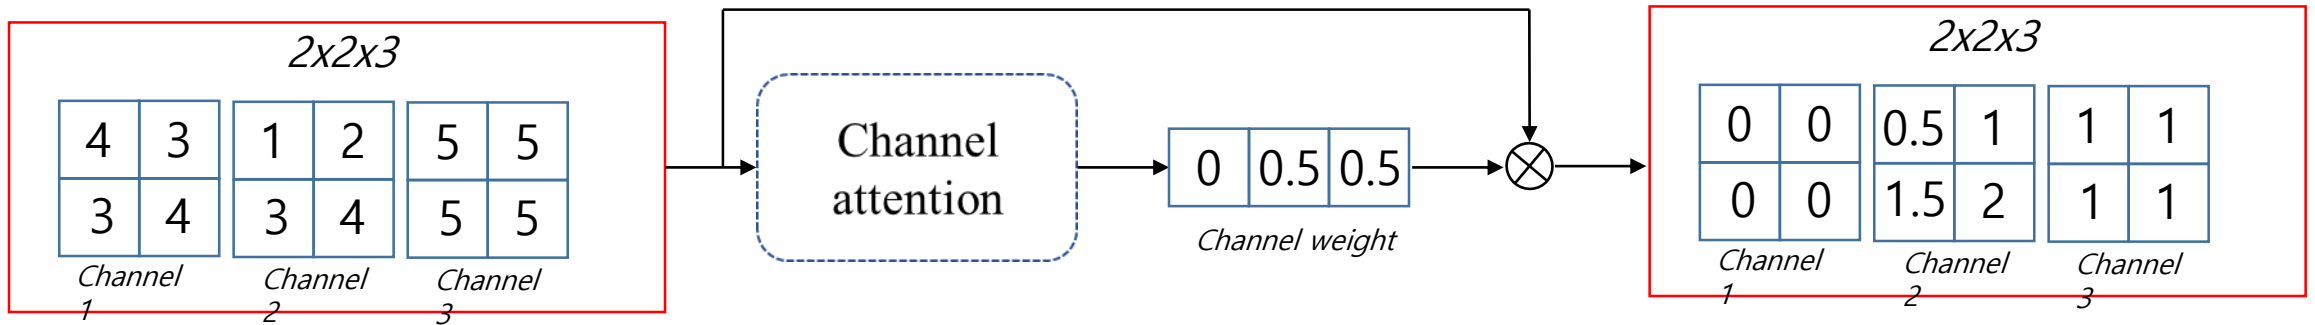 2x2x3
4 3 1 2 5 5
3 4 3 4 5 5
Channel
1
Channel
2
Channel
3
Channel
attention
0 0.5 0.5
Channel weight
2x2x3
0 0 0.5 1 1 1
0 0 1.5 2 1 1
Channel
1
Channel
2
Channel
3